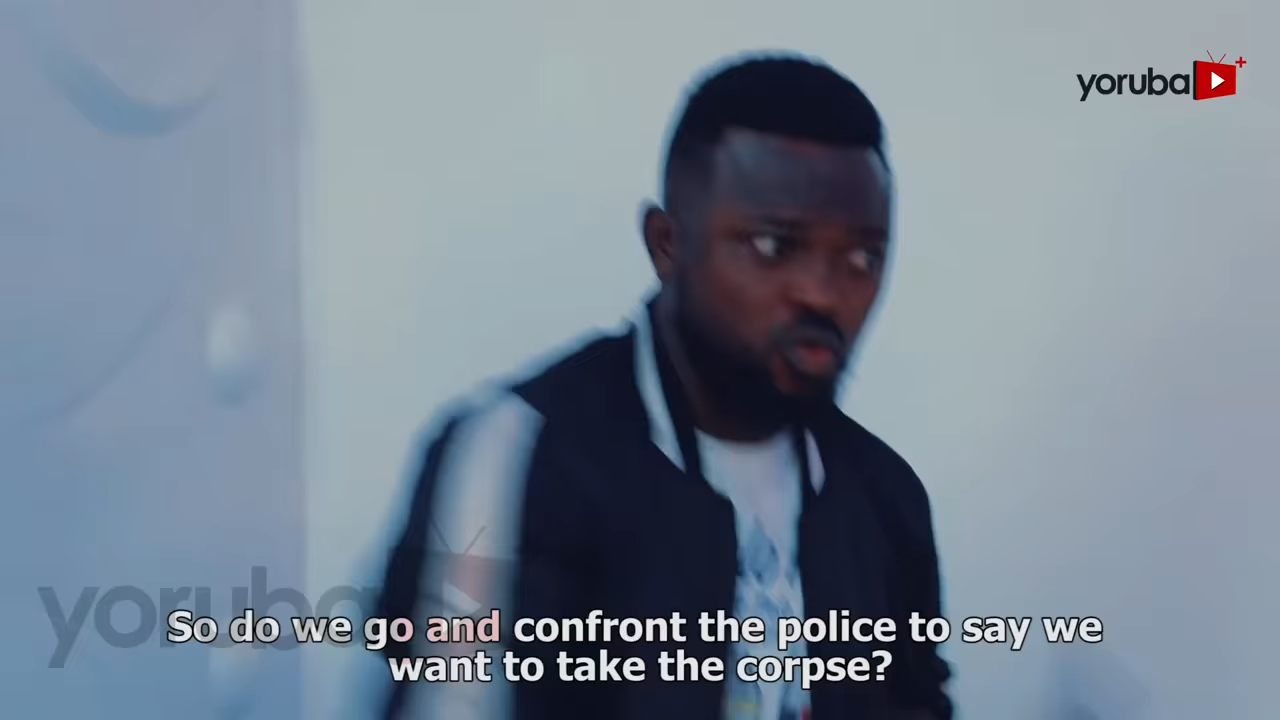 yoruba
+
yoruba
So do we go and confront the police to say we
want to take the corpse?